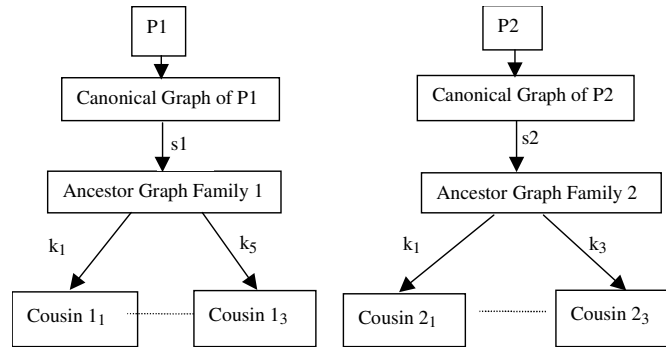 P1
P2
Canonical Graph of P1
Canonical Graph of P2
s1
s2
Ancestor Graph Family 1
Ancestor Graph Family 2
k₁
k₅
k₁
k₃
Cousin 1₁
Cousin 1₃
Cousin 2₁
Cousin 2₃